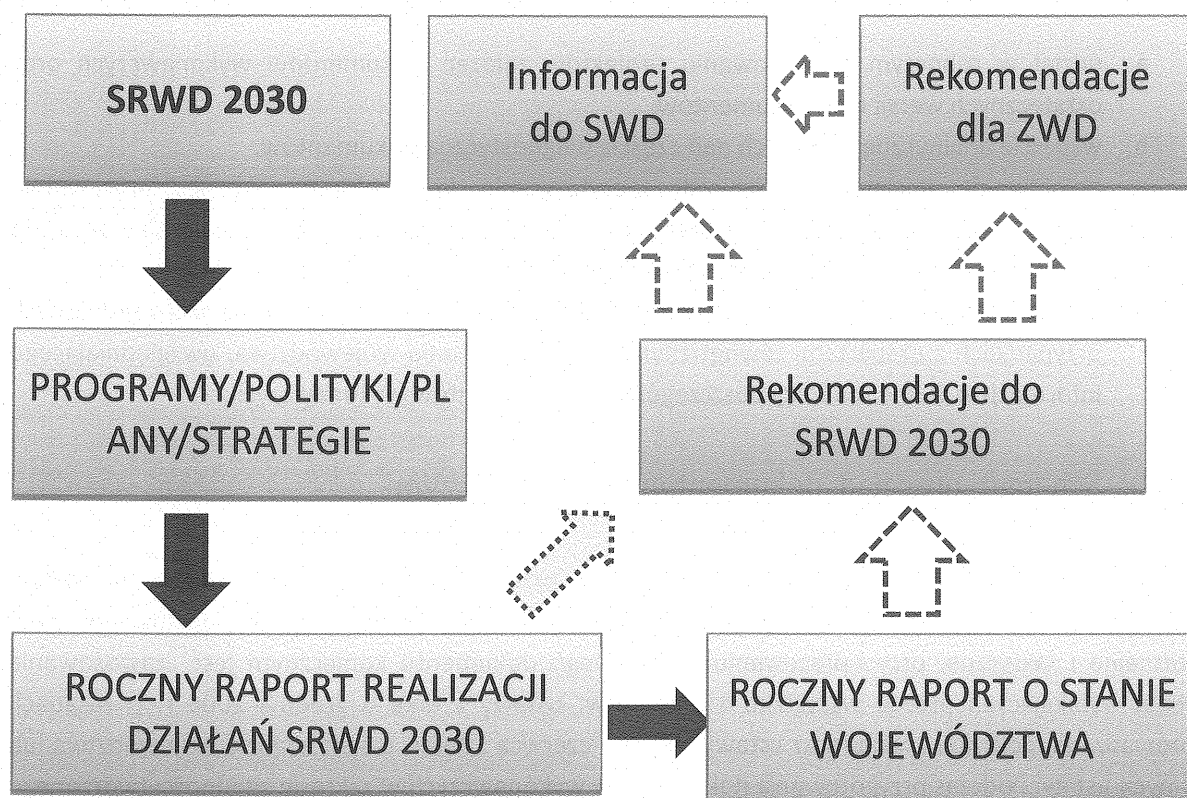 SRWD 2030
Informacja
do SWD
Rekomendacje
dla ZWD
PROGRAMY/POLITYKI/PL
ANY/STRATEGIE
Rekomendacje do
SRWD 2030
ROCZNY RAPORT REALIZACJI
DZIAŁAŃ SRWD 2030
ROCZNY RAPORT O STANIE
WOJEWÓDZTWA